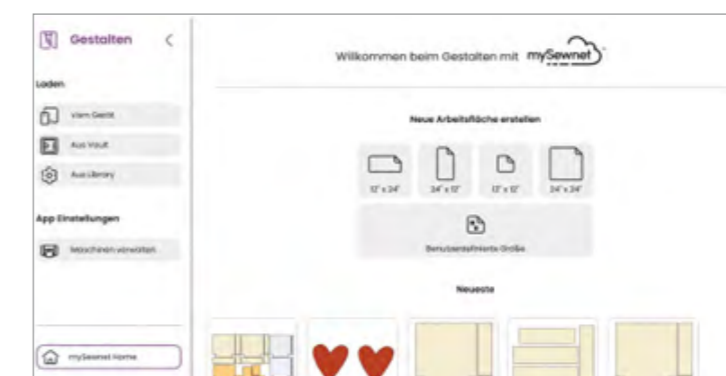 Gestalten
Laden
Vom Gerät
Aus Vault
Aus Library
App Einstellungen
Maschinen verwalten
mySewnet Home
Willkommen beim Gestalten mit mySewnet
Neue Arbeitsfläche erstellen
12" x 24"
24" x 12"
12" x 12"
24" x 24"
Benutzerdefinierte Größe
Neueste